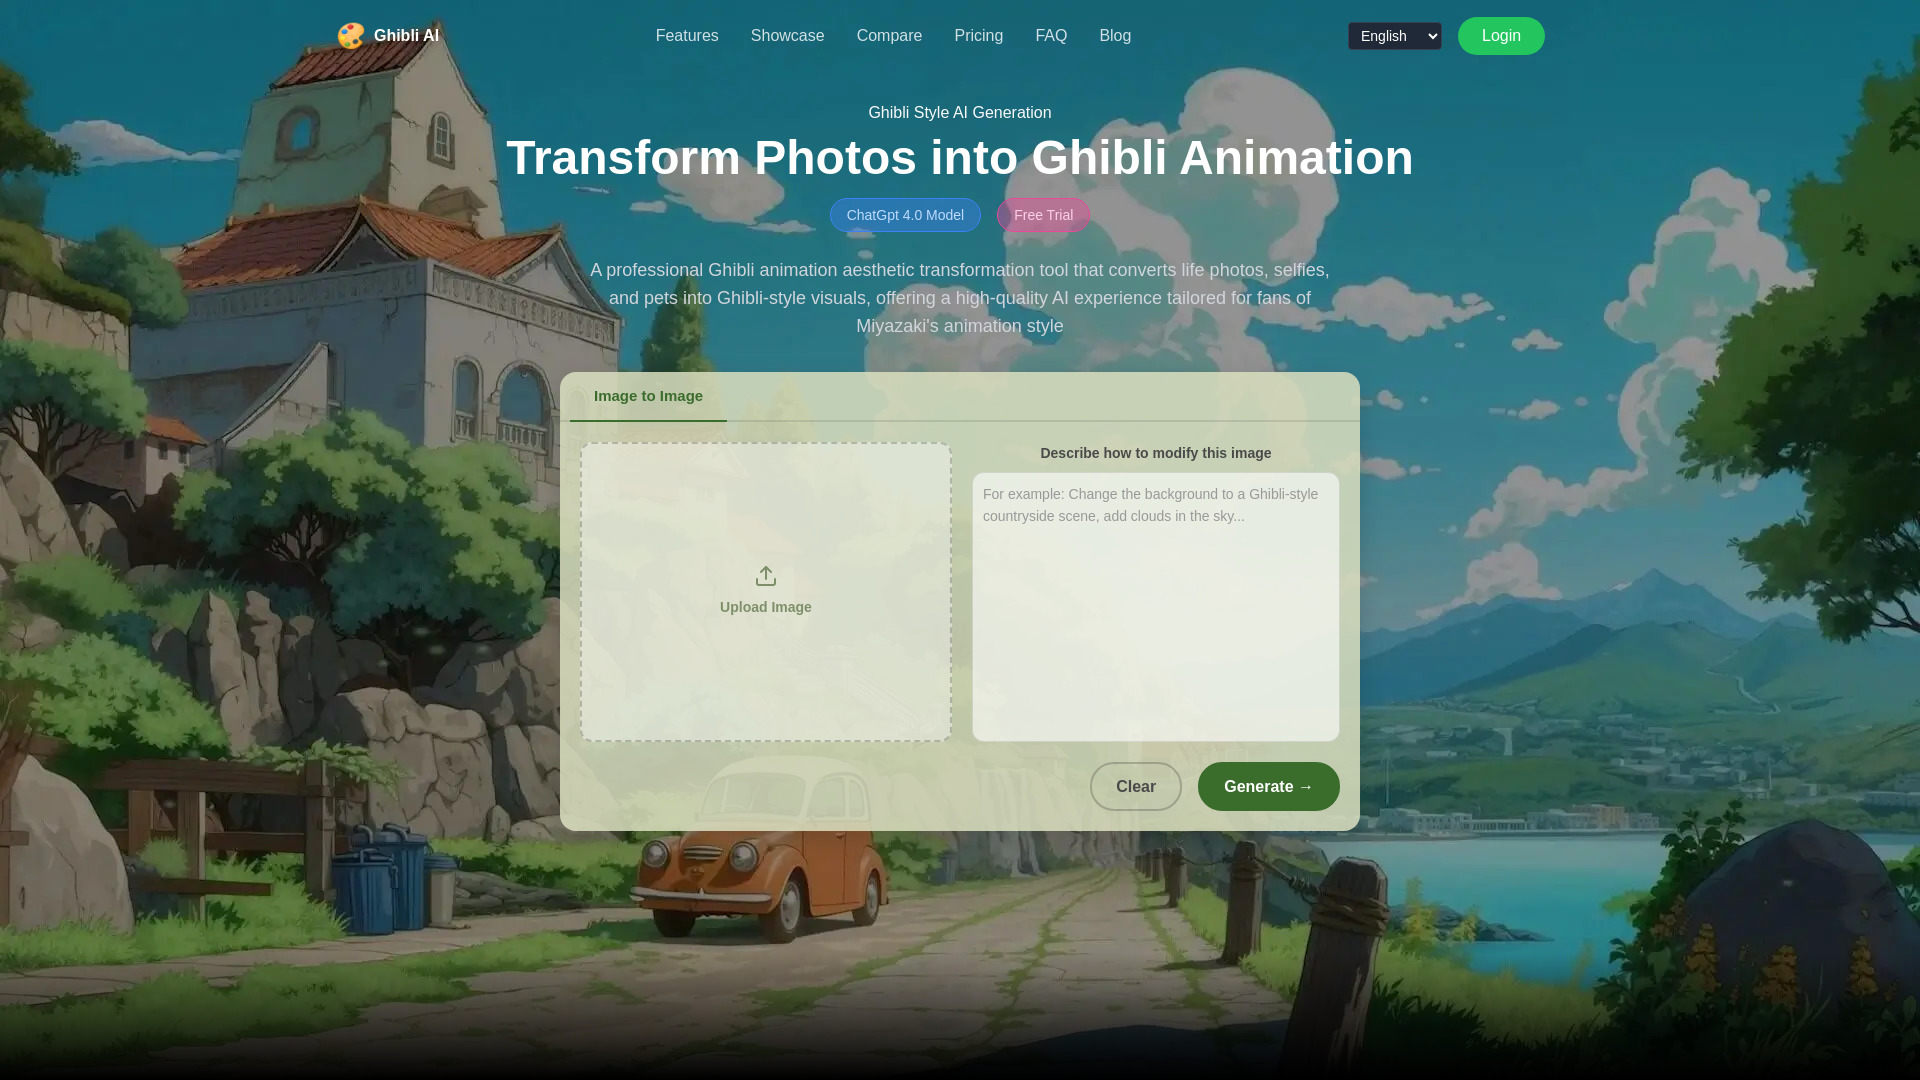 Ghibli AI
Features
Showcase
Compare
Pricing
FAQ
Blog
English
Login
Ghibli Style AI Generation
Transform Photos into Ghibli Animation
ChatGpt 4.0 Model
Free Trial
A professional Ghibli animation aesthetic transformation tool that converts life photos, selfies,
and pets into Ghibli-style visuals, offering a high-quality AI experience tailored for fans of
Miyazaki's animation style
Image to Image
Upload Image
Describe how to modify this image
For example: Change the background to a Ghibli-style
countryside scene, add clouds in the sky...
Clear
Generate →